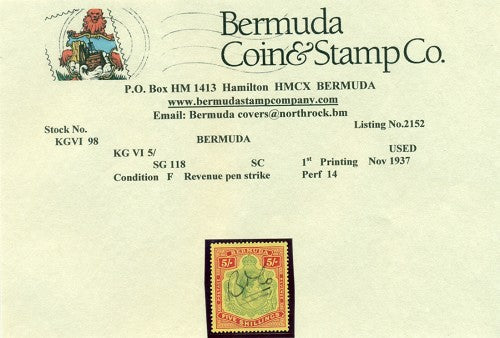 Bermuda
Coin & Stamp Co.
P.O. Box HM 1413 Hamilton HMCX BERMUDA
www.bermudastampcompany.com
Email: Bermuda covers@northrock.bm
Stock No. Listing No.2152
KGVI 98 BERMUDA USED
KG VI 5/
SG 118 SC 1st Printing Nov 1937
Condition F Revenue pen strike Perf 14
BERMUDA
5/- 5/-
FIVE SHILLINGS